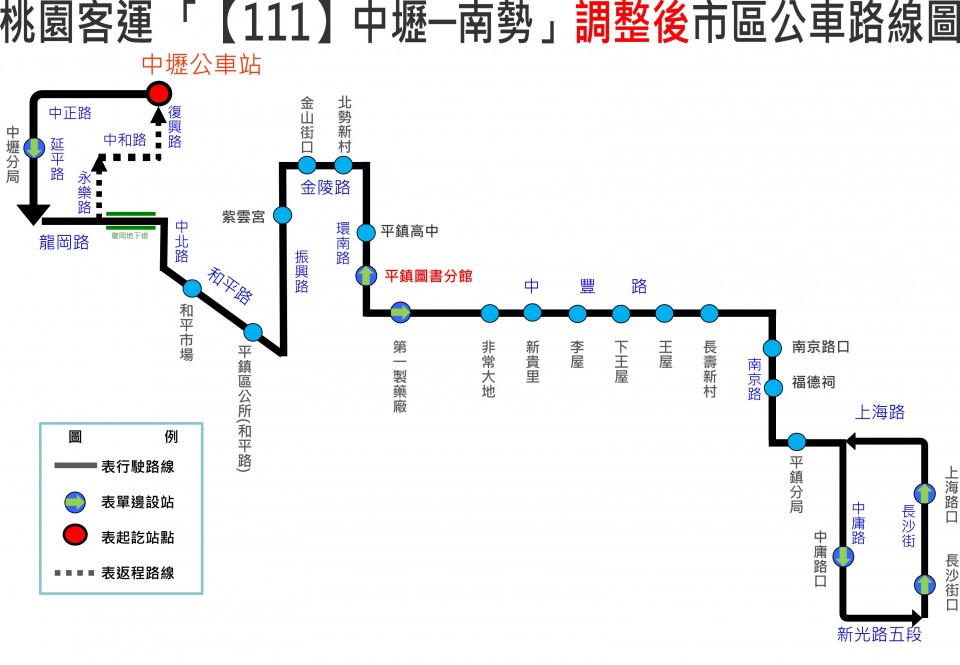 桃園客運「【111】中壢—南勢」調整後市區公車路線圖
中壢公車站
中正路
復興路
中壢分局
延平路
中和路
永樂路
龍岡路
龍岡地下道
中北路
和平路
和平市場
平鎮區公所(和平路)
紫雲宮
振興路
金山街口
北勢新村
金陵路
環南路
平鎮高中
平鎮圖書分館
中豐路
第一製藥廠
非常大地
新貴里
李屋
下王屋
王屋
長壽新村
南京路口
南京路
福德祠
上海路
平鎮分局
中庸路
中庸路口
長沙街
上海路口
長沙街口
新光路五段
圖例
表行駛路線
表單邊設站
表起訖站點
表返程路線